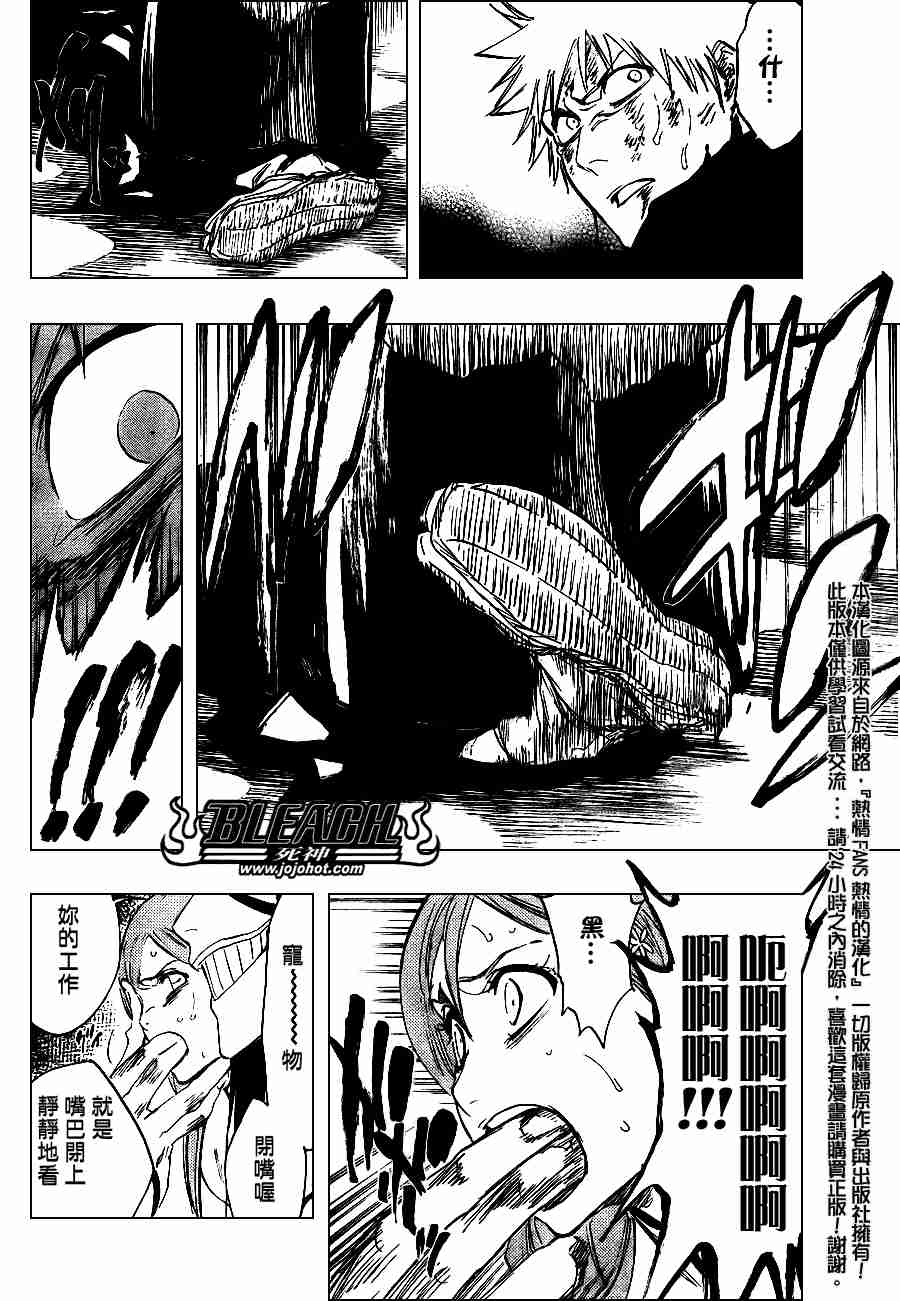 …什…
ギリ
黑…
呃啊啊啊啊啊
啊啊啊!!!
寵~物
閉嘴喔
妳的工作
就是
嘴巴閉上
靜靜地看
BLEACH
死神
www.jojohot.com
本漢化圖源來自於網路，『熱情FANS熱情的漢化』一切版權歸原作者與出版社擁有!
此版本僅供學習試看交流...請24小時之內消除，喜歡這套漫畫請購買正版!謝謝。